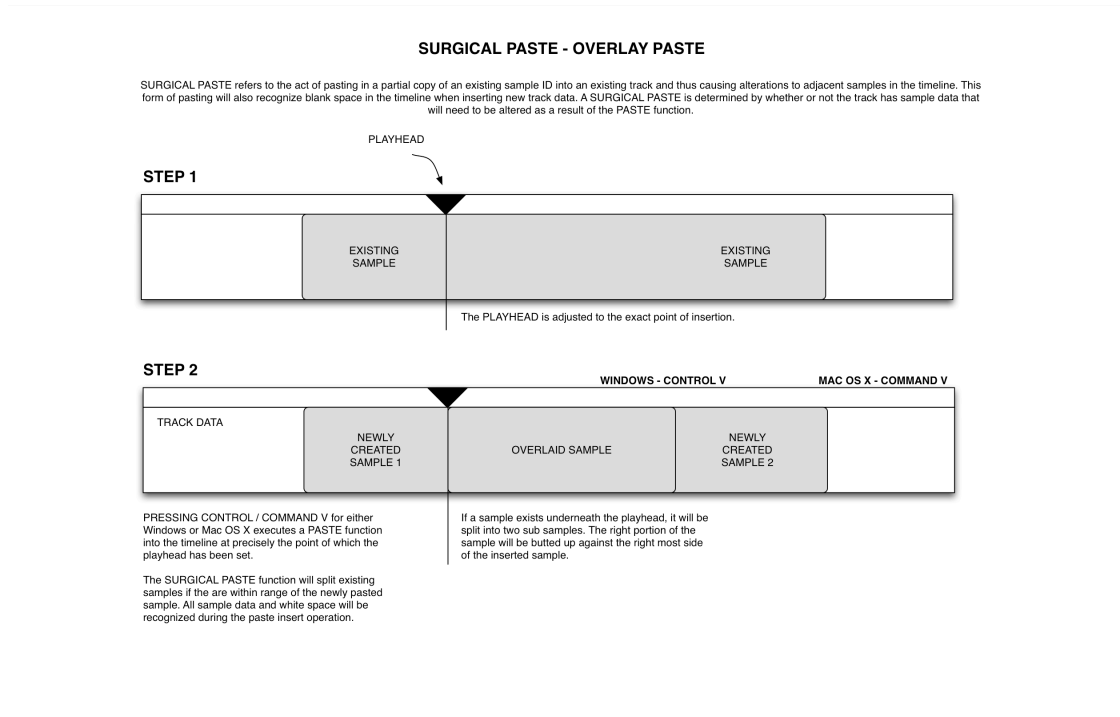 SURGICAL PASTE - OVERLAY PASTE
SURGICAL PASTE refers to the act of pasting in a partial copy of an existing sample ID into an existing track and thus causing alterations to adjacent samples in the timeline. This
form of pasting will also recognize blank space in the timeline when inserting new track data. A SURGICAL PASTE is determined by whether or not the track has sample data that
will need to be altered as a result of the PASTE function.
PLAYHEAD
STEP 1
EXISTING
SAMPLE
EXISTING
SAMPLE
The PLAYHEAD is adjusted to the exact point of insertion.
STEP 2
WINDOWS - CONTROL V
MAC OS X - COMMAND V
TRACK DATA
NEWLY
CREATED
SAMPLE 1
OVERLAID SAMPLE
NEWLY
CREATED
SAMPLE 2
PRESSING CONTROL / COMMAND V for either
Windows or Mac OS X executes a PASTE function
into the timeline at precisely the point of which the
playhead has been set.
The SURGICAL PASTE function will split existing
samples if the are within range of the newly pasted
sample. All sample data and white space will be
recognized during the paste insert operation.
If a sample exists underneath the playhead, it will be
split into two sub samples. The right portion of the
sample will be butted up against the right most side
of the inserted sample.